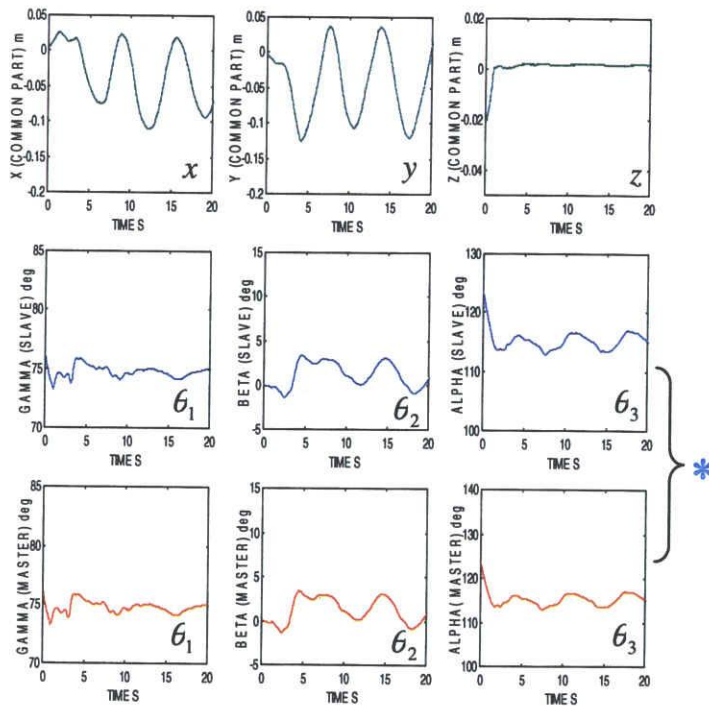 X (COMMON PART) m
0.05
0
-0.05
-0.1
-0.15
-0.2
x
0 5 10 15 20
TIME S
Y (COMMON PART) m
0.05
0
-0.05
-0.1
-0.15
-0.2
y
0 5 10 15 20
TIME S
Z (COMMON PART) m
0.02
0
-0.02
-0.04
z
0 5 10 15 20
TIME S
GAMMA (SLAVE) deg
85
80
75
70
θ1
0 5 10 15 20
TIME S
BETA (SLAVE) deg
15
10
5
0
-5
θ2
0 5 10 15 20
TIME S
ALPHA (SLAVE) deg
130
120
110
100
θ3
0 5 10 15 20
TIME S
*
GAMMA (MASTER) deg
85
80
75
70
θ1
0 5 10 15 20
TIME S
BETA (MASTER) deg
15
10
5
0
-5
θ2
0 5 10 15 20
TIME S
ALPHA( MASTER) deg
140
130
120
110
100
θ3
0 5 10 15 20
TIME S